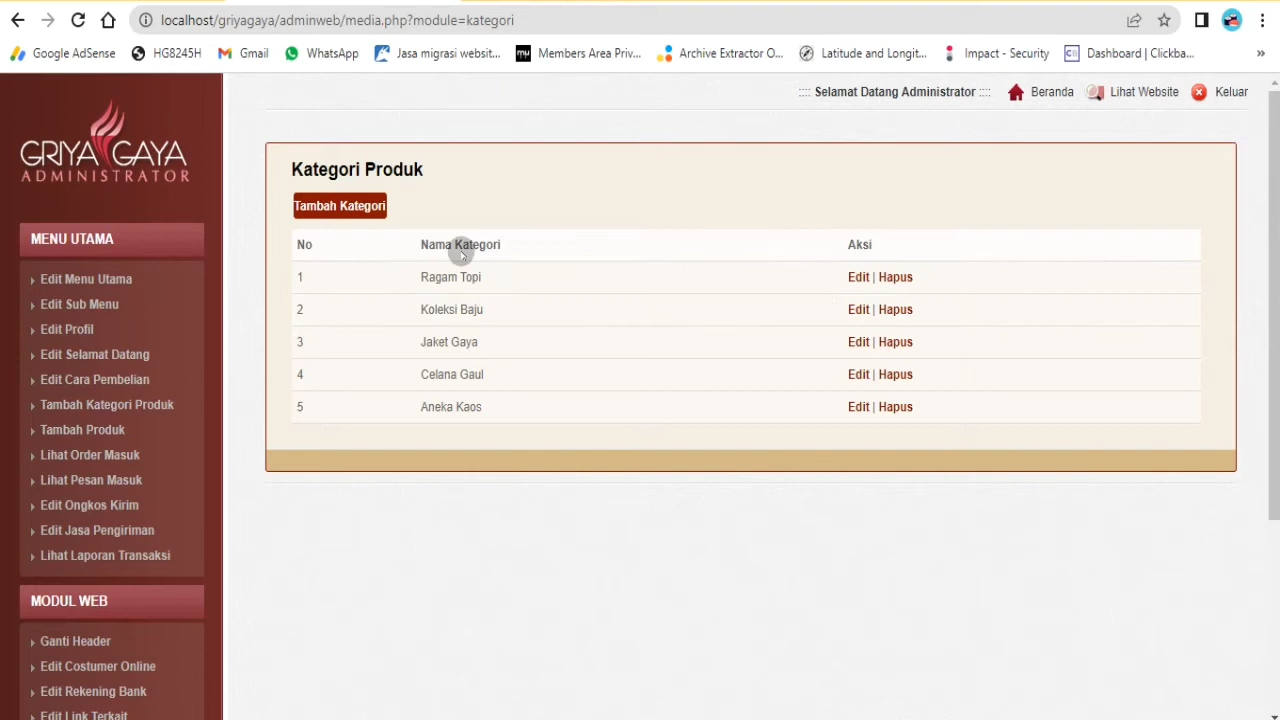 localhost/griyagaya/adminweb/media.php?module=kategori
Google AdSense HG8245H Gmail WhatsApp Jasa migrasi websit... Members Area Priv... Archive Extractor O... Latitude and Longit... Impact - Security Dashboard | Clickba... »
:::: Selamat Datang Administrator :::: Beranda Lihat Website Keluar
GRIYA GAYA
ADMINISTRATOR
MENU UTAMA
Edit Menu Utama
Edit Sub Menu
Edit Profil
Edit Selamat Datang
Edit Cara Pembelian
Tambah Kategori Produk
Tambah Produk
Lihat Order Masuk
Lihat Pesan Masuk
Edit Ongkos Kirim
Edit Jasa Pengiriman
Lihat Laporan Transaksi
MODUL WEB
Ganti Header
Edit Costumer Online
Edit Rekening Bank
Edit Link Terkait
Kategori Produk
Tambah Kategori
No Nama Kategori Aksi
1 Ragam Topi Edit | Hapus
2 Koleksi Baju Edit | Hapus
3 Jaket Gaya Edit | Hapus
4 Celana Gaul Edit | Hapus
5 Aneka Kaos Edit | Hapus